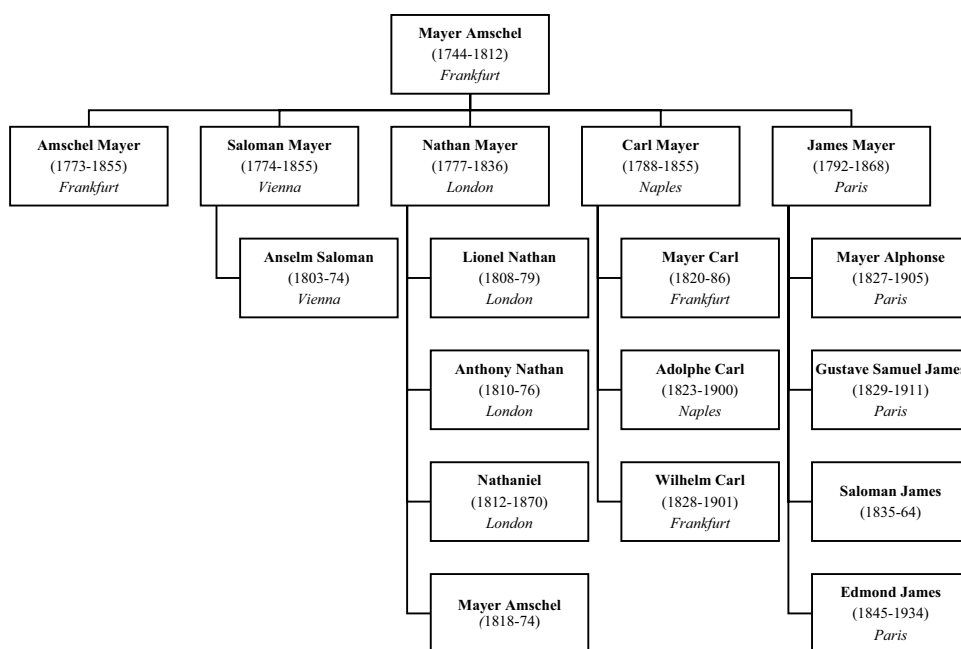 Mayer Amschel
(1744-1812)
Frankfurt
Amschel Mayer
(1773-1855)
Frankfurt
Saloman Mayer
(1774-1855)
Vienna
Nathan Mayer
(1777-1836)
London
Carl Mayer
(1788-1855)
Naples
James Mayer
(1792-1868)
Paris
Anselm Saloman
(1803-74)
Vienna
Lionel Nathan
(1808-79)
London
Mayer Carl
(1820-86)
Frankfurt
Mayer Alphonse
(1827-1905)
Paris
Anthony Nathan
(1810-76)
London
Adolphe Carl
(1823-1900)
Naples
Gustave Samuel James
(1829-1911)
Paris
Nathaniel
(1812-1870)
London
Wilhelm Carl
(1828-1901)
Frankfurt
Saloman James
(1835-64)
Mayer Amschel
(1818-74)
Edmond James
(1845-1934)
Paris